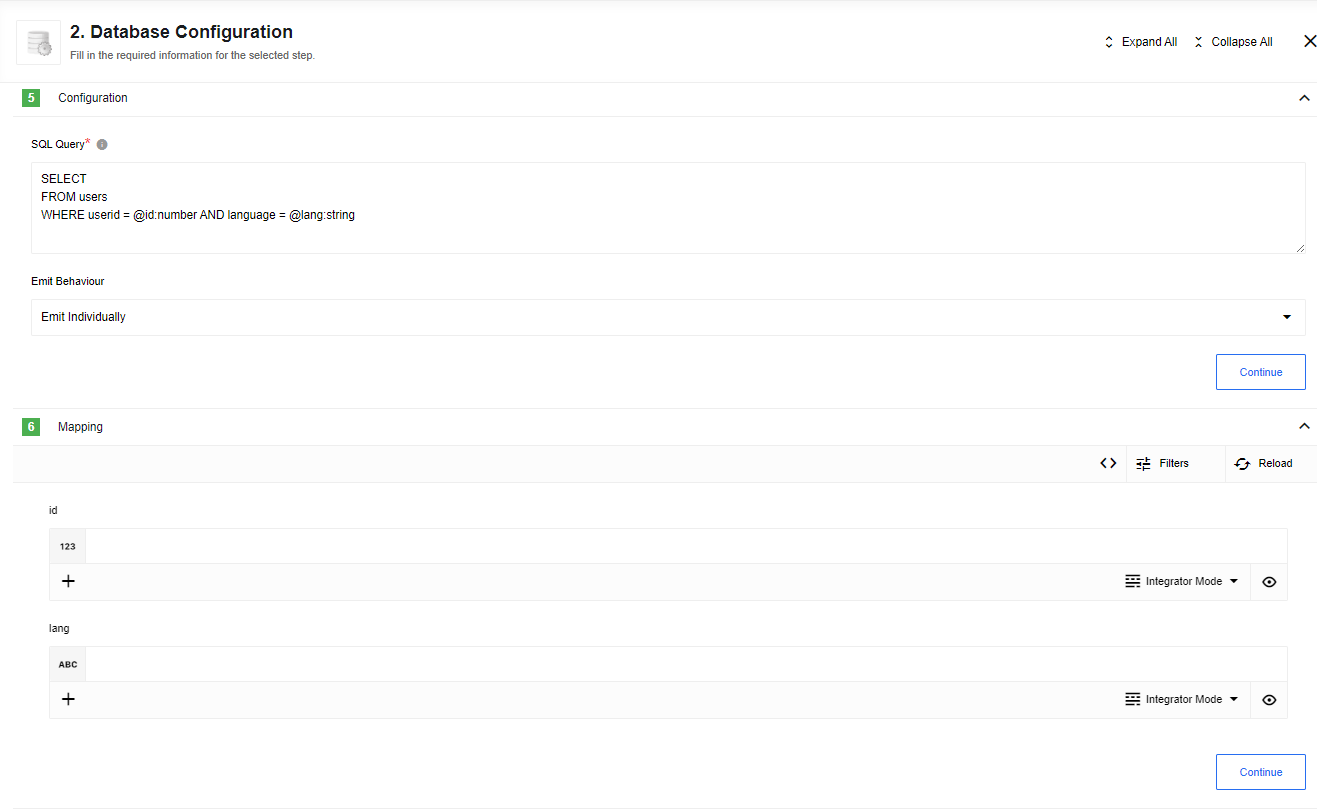 2. Database Configuration
Fill in the required information for the selected step.
Expand All
Collapse All
5
Configuration
SQL Query*
SELECT
FROM users
WHERE userid = @id:number AND language = @lang:string
Emit Behaviour
Emit Individually
Continue
6
Mapping
Filters
Reload
id
123
Integrator Mode
lang
ABC
Integrator Mode
Continue